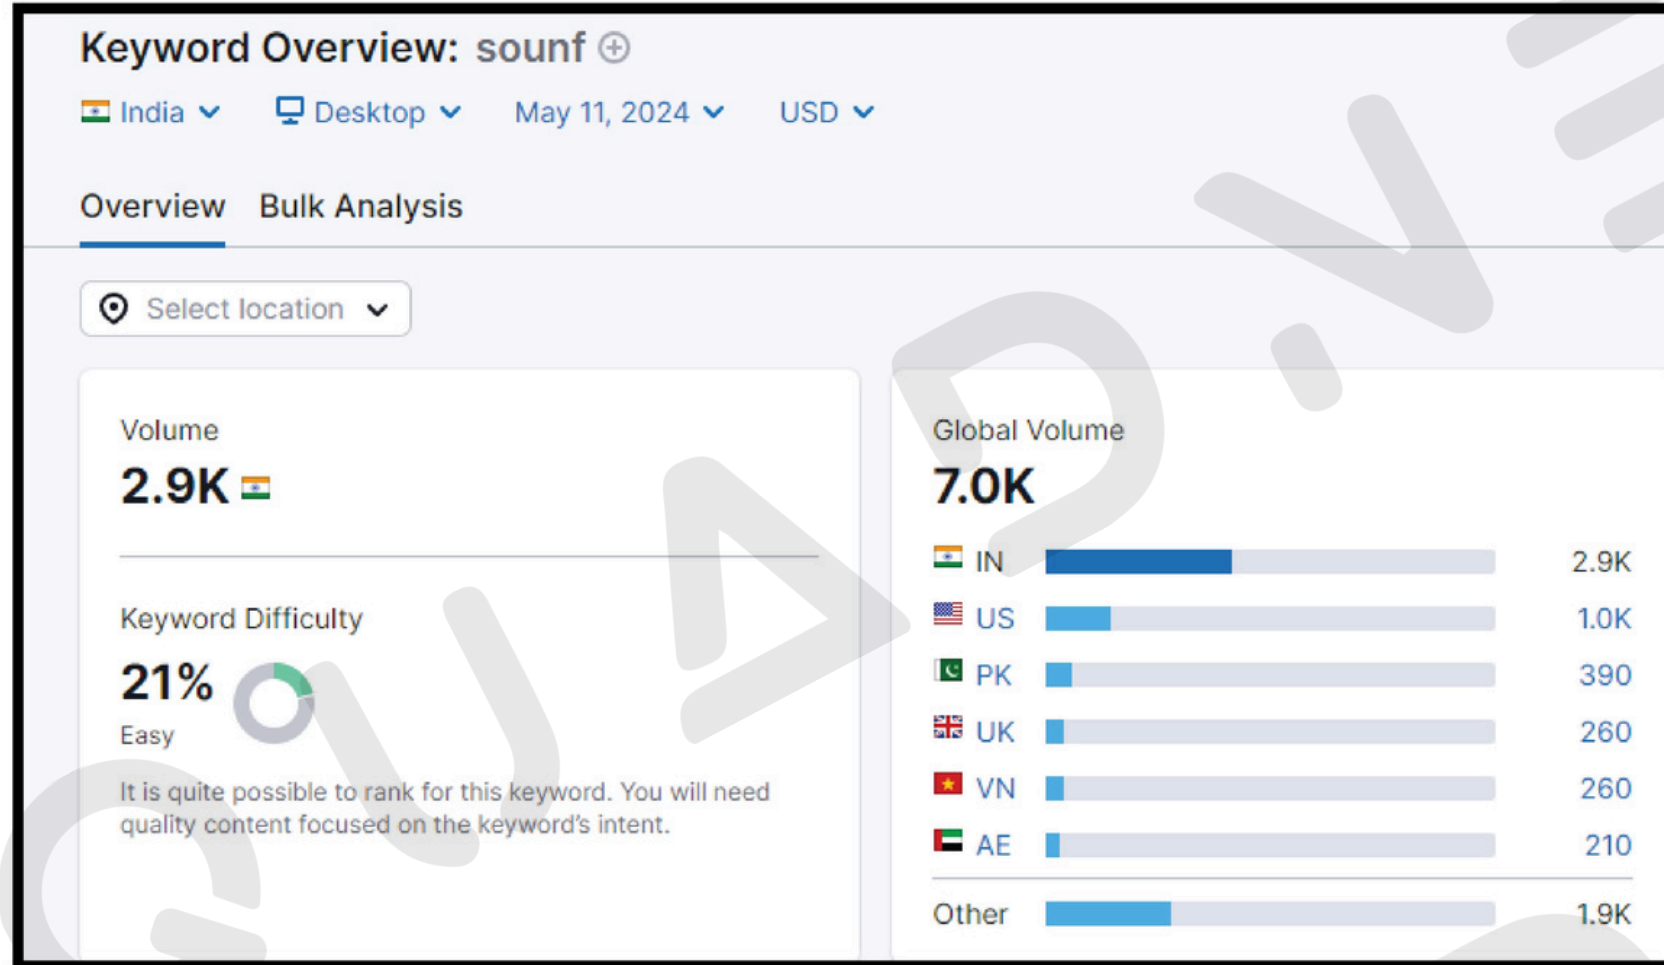 Keyword Overview: sounf
India Desktop May 11, 2024 USD
Overview Bulk Analysis
Select location
Volume
2.9K
Keyword Difficulty
21%
Easy
It is quite possible to rank for this keyword. You will need
quality content focused on the keyword's intent.
Global Volume
7.0K
IN 2.9K
US 1.0K
PK 390
UK 260
VN 260
AE 210
Other 1.9K
QUAD.VE